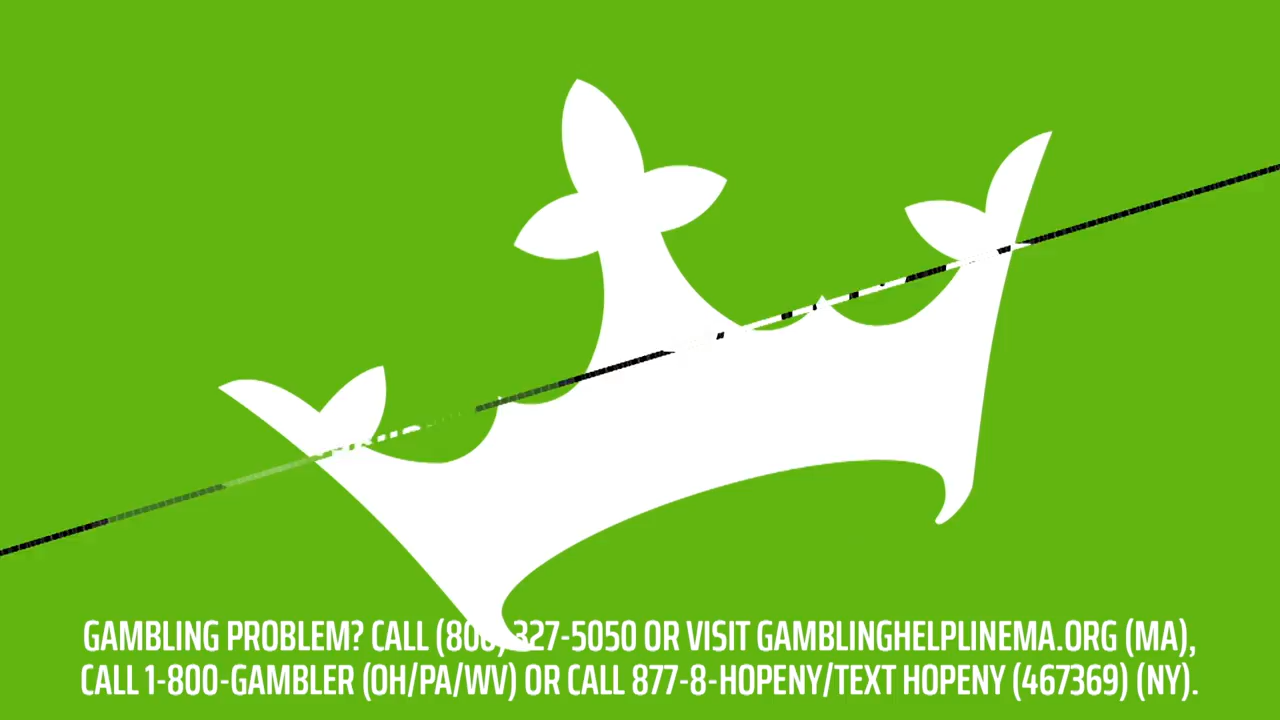 GAMBLING PROBLEM? CALL (800) 327-5050 OR VISIT GAMBLINGHELPLINEMA.ORG (MA),
CALL 1-800-GAMBLER (OH/PA/WV) OR CALL 877-8-HOPENY/TEXT HOPENY (467369) (NY).